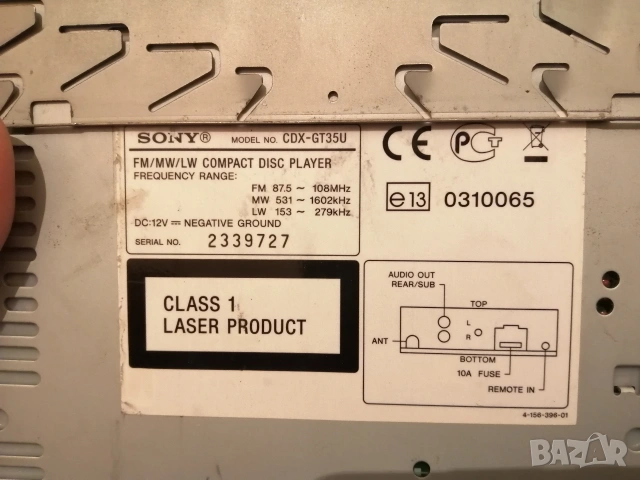 SONY® MODEL NO. CDX-GT35U
FM/MW/LW COMPACT DISC PLAYER
FREQUENCY RANGE:
FM 87.5 ~ 108MHz
MW 531 ~ 1602kHz
LW 153 ~ 279kHz
DC:12V ⎓ NEGATIVE GROUND
SERIAL NO. 2339727
CLASS 1
LASER PRODUCT
CE
e13 0310065
AUDIO OUT
REAR/SUB
TOP
L
R
ANT
BOTTOM
10A FUSE
REMOTE IN
4-156-396-01
BAZAR